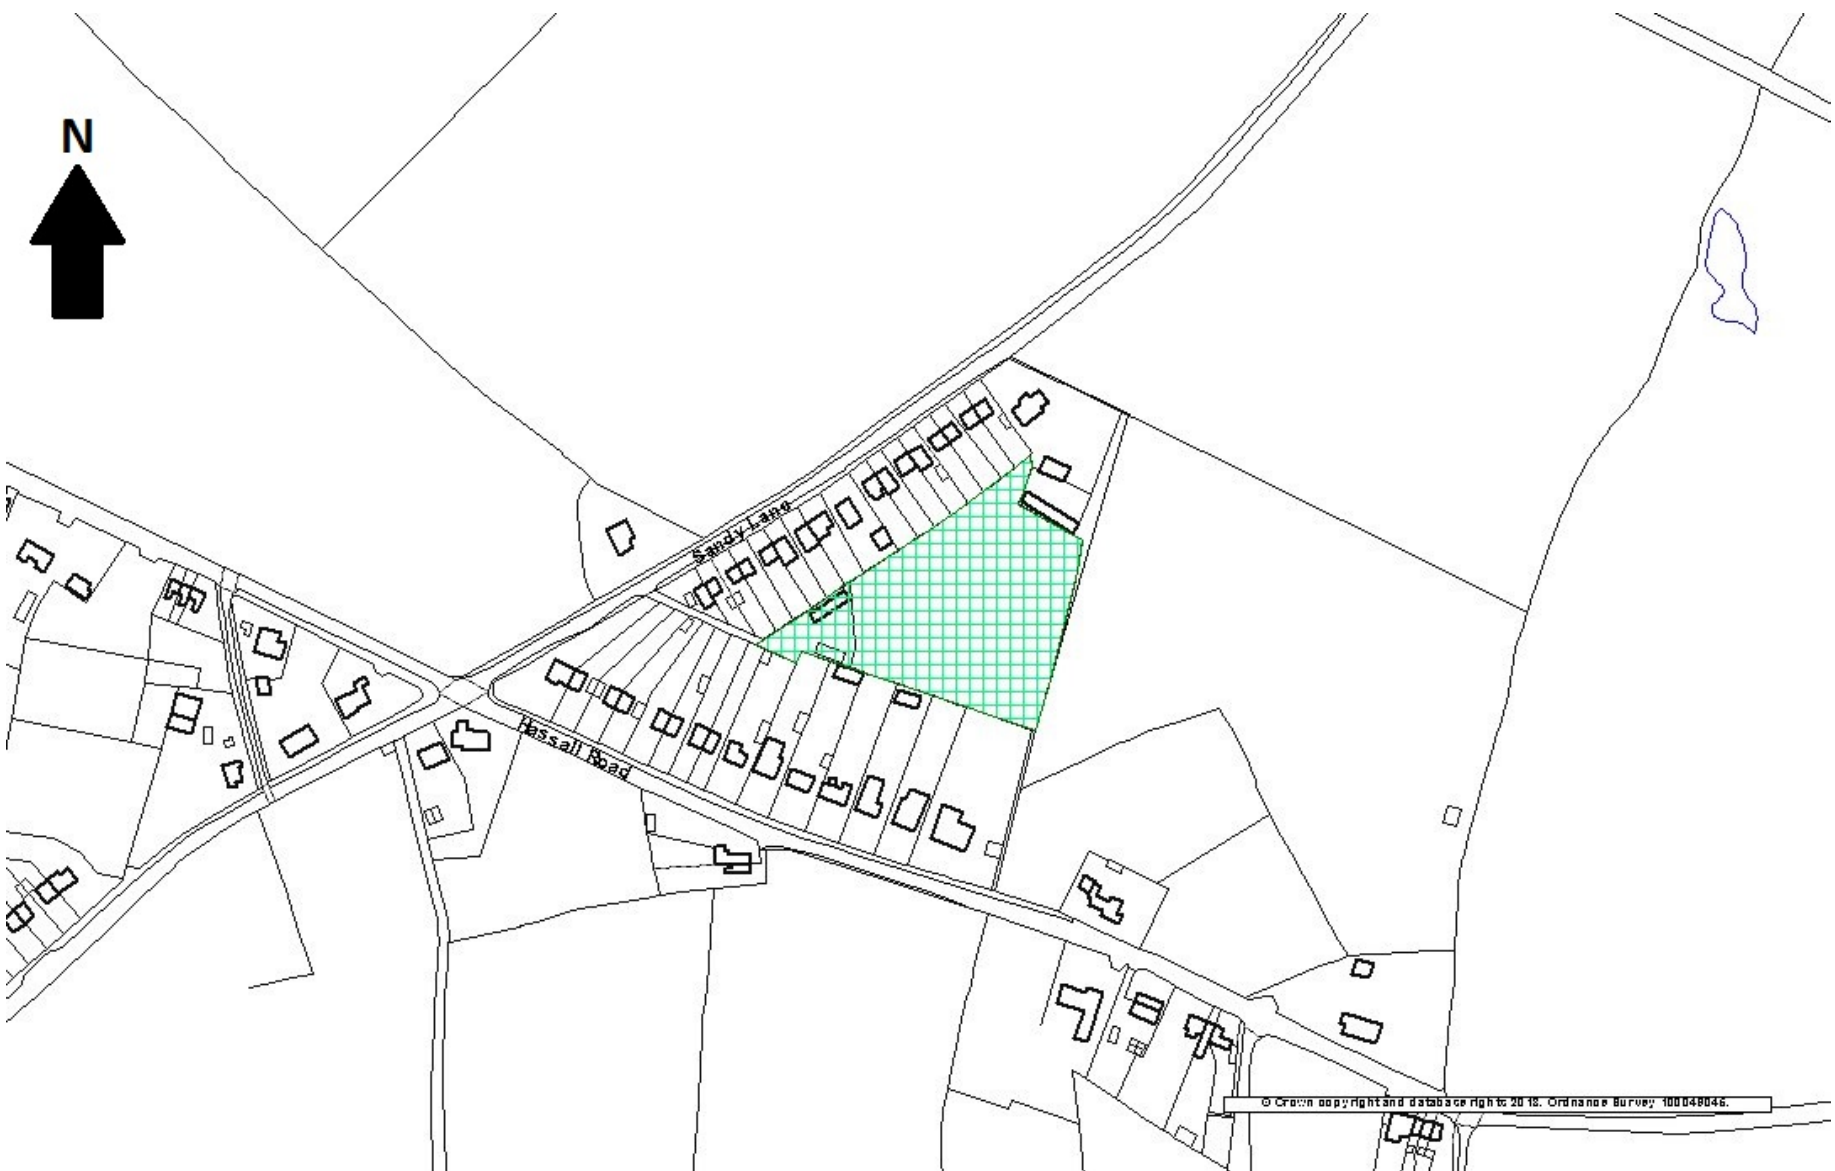 N
Sandy Lane
Hassall Road
© Crown copyright and database rights 2018. Ordnance Survey 100049046.